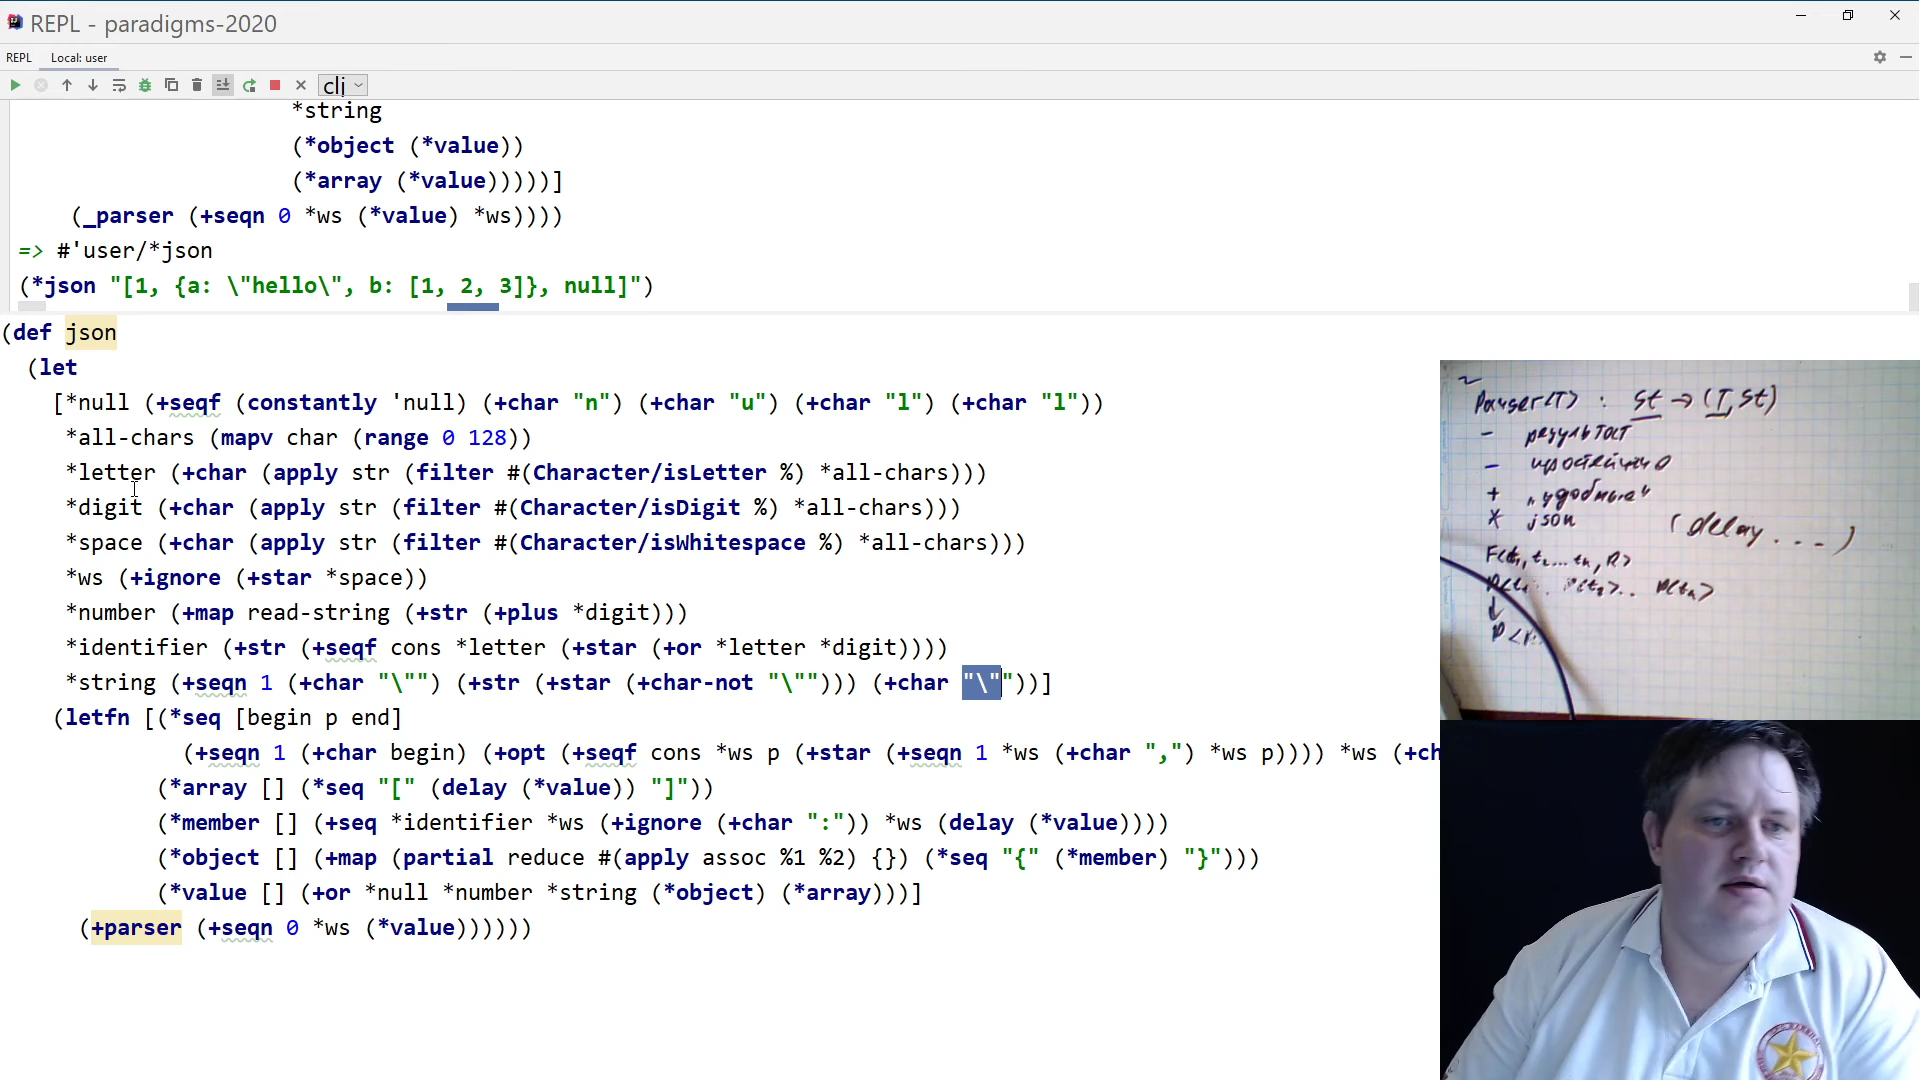 REPL - paradigms-2020
REPL Local: user
clj
*string
(*object (*value))
(*array (*value)))))]
(_parser (+seqn 0 *ws (*value) *ws))))
=> #'user/*json
(*json "[1, {a: \"hello\", b: [1, 2, 3]}, null]")
(def json
(let
[*null (+seqf (constantly 'null) (+char "n") (+char "u") (+char "l") (+char "l"))
*all-chars (mapv char (range 0 128))
*letter (+char (apply str (filter #(Character/isLetter %) *all-chars)))
*digit (+char (apply str (filter #(Character/isDigit %) *all-chars)))
*space (+char (apply str (filter #(Character/isWhitespace %) *all-chars)))
*ws (+ignore (+star *space))
*number (+map read-string (+str (+plus *digit)))
*identifier (+str (+seqf cons *letter (+star (+or *letter *digit))))
*string (+seqn 1 (+char "\"") (+str (+star (+char-not "\""))) (+char "\""))]
(letfn [(*seq [begin p end]
(+seqn 1 (+char begin) (+opt (+seqf cons *ws p (+star (+seqn 1 *ws (+char ",") *ws p)))) *ws (+ch
(*array [] (*seq "[" (delay (*value)) "]"))
(*member [] (+seq *identifier *ws (+ignore (+char ":")) *ws (delay (*value))))
(*object [] (+map (partial reduce #(apply assoc %1 %2) {}) (*seq "{" (*member) "}")))
(*value [] (+or *null *number *string (*object) (*array)))]
(+parser (+seqn 0 *ws (*value))))))
Parser<T> : St → (T, St)
- результат
-
+ "удобные"
* json (delay ...)
F(t₁, t₂ ... tₙ, R)